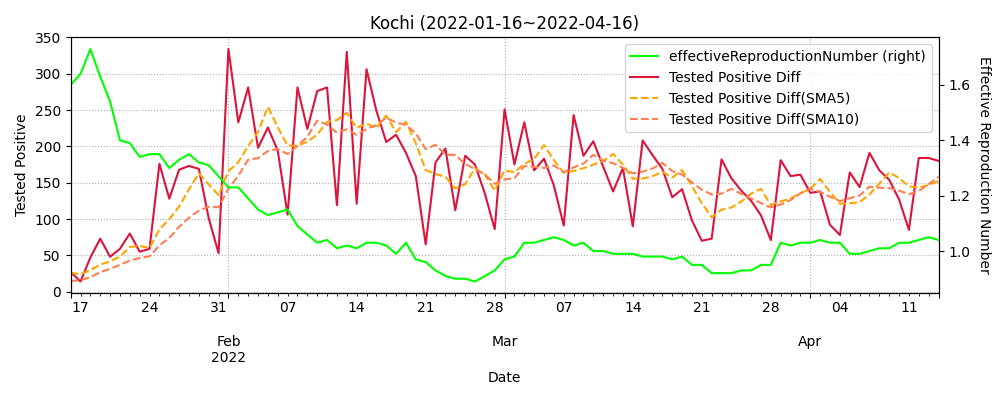 Kochi (2022-01-16~2022-04-16)
350
300
250
200
150
100
50
0
Tested Positive
1.6
1.4
1.2
1.0
Effective Reproduction Number
effectiveReproductionNumber (right)
Tested Positive Diff
Tested Positive Diff(SMA5)
Tested Positive Diff(SMA10)
17 24 31 07 14 21 28 07 14 21 28 04 11
Feb Mar Apr
2022
Date